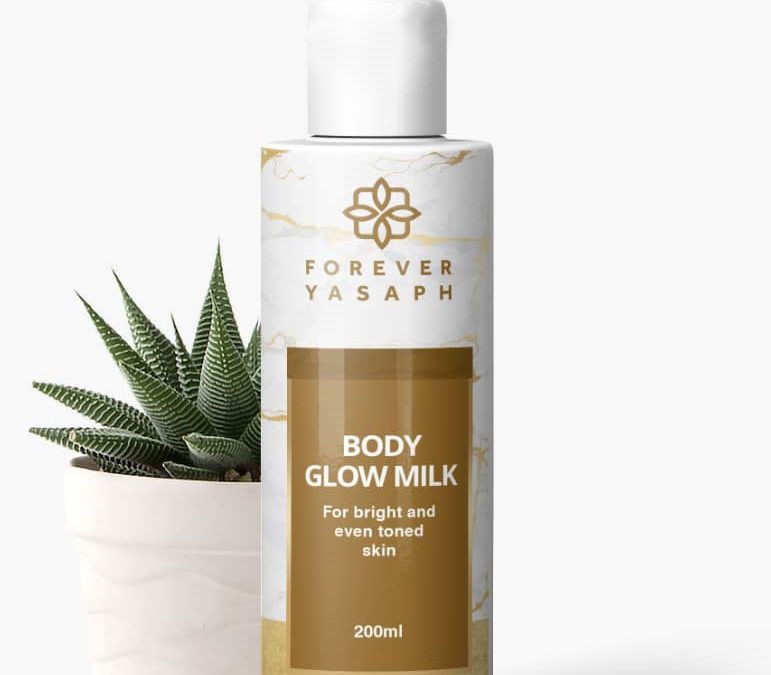 FOREVER
YASAPH
BODY
GLOW MILK
For bright and
even toned
skin
200ml